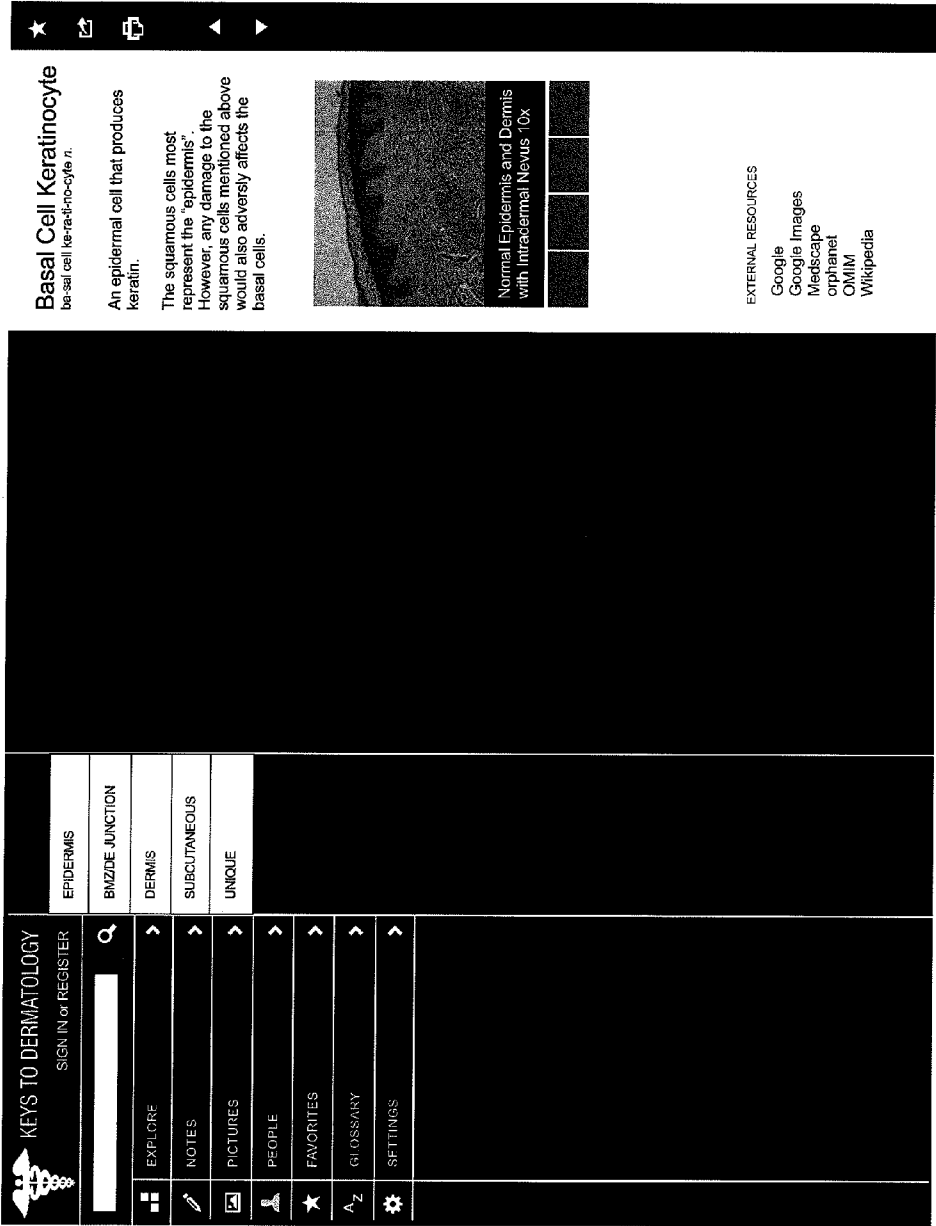 KEYS TO DERMATOLOGY
SIGN IN or REGISTER
EXPLORE
NOTES
PICTURES
PEOPLE
FAVORITES
A Z GLOSSARY
SETTINGS
EPIDERMIS
BMZ/DE JUNCTION
DERMIS
SUBCUTANEOUS
UNIQUE
Basal Cell Keratinocyte
ba-sal cell ke-ra-ti-no-cyte n.
An epidermal cell that produces
keratin.
The squamous cells most
represent the "epidermis".
However, any damage to the
squamous cells mentioned above
would also adversly affects the
basal cells.
Normal Epidermis and Dermis
with Intradermal Nevus 10x
EXTERNAL RESOURCES
Google
Google Images
Medscape
orphanet
OMIM
Wikipedia